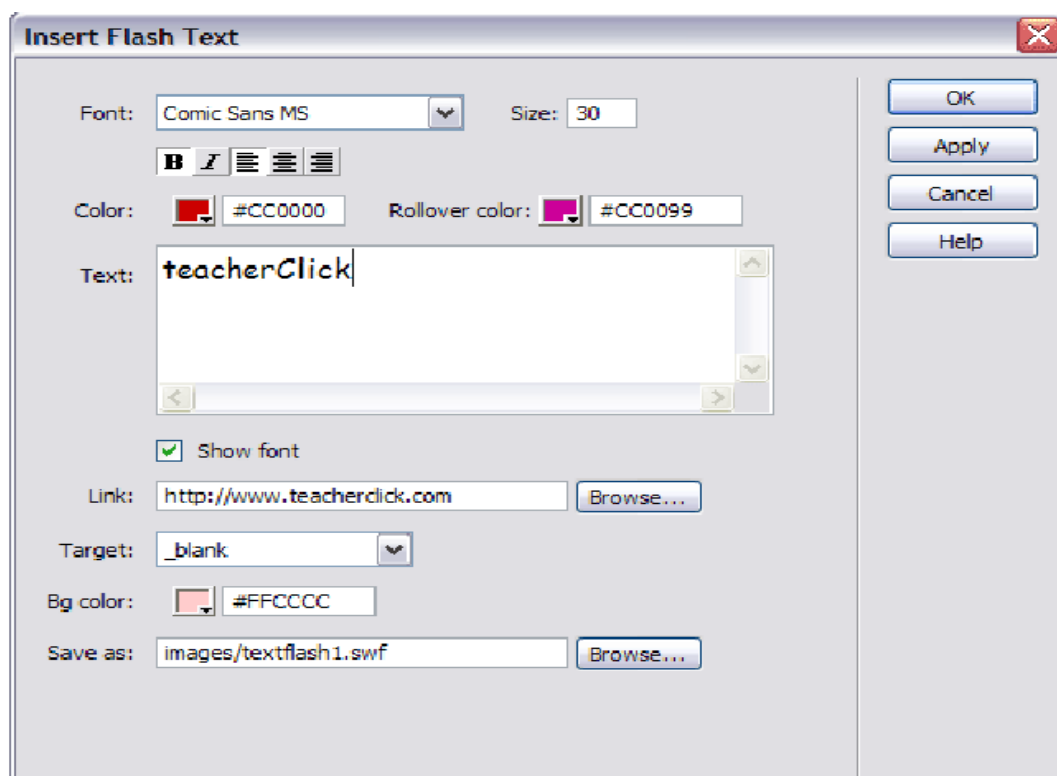 Insert Flash Text
Font: Comic Sans MS Size: 30 OK
B I Apply
Color: #CC0000 Rollover color: #CC0099 Cancel
Help
Text: teacherClick
Show font
Link: http://www.teacherclick.com Browse...
Target: _blank
Bg color: #FFCCCC
Save as: images/textflash1.swf Browse...